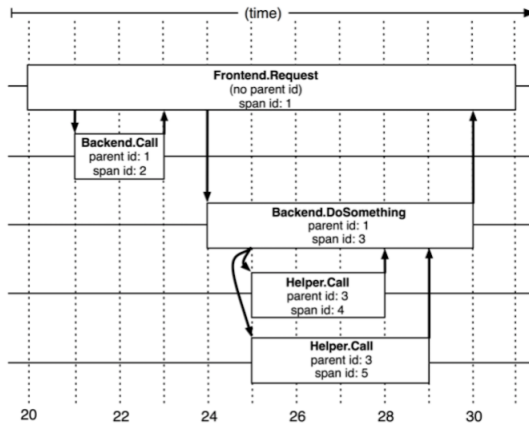 (time)
Frontend.Request
(no parent id)
span id: 1
Backend.Call
parent id: 1
span id: 2
Backend.DoSomething
parent id: 1
span id: 3
Helper.Call
parent id: 3
span id: 4
Helper.Call
parent id: 3
span id: 5
20 22 24 26 28 30